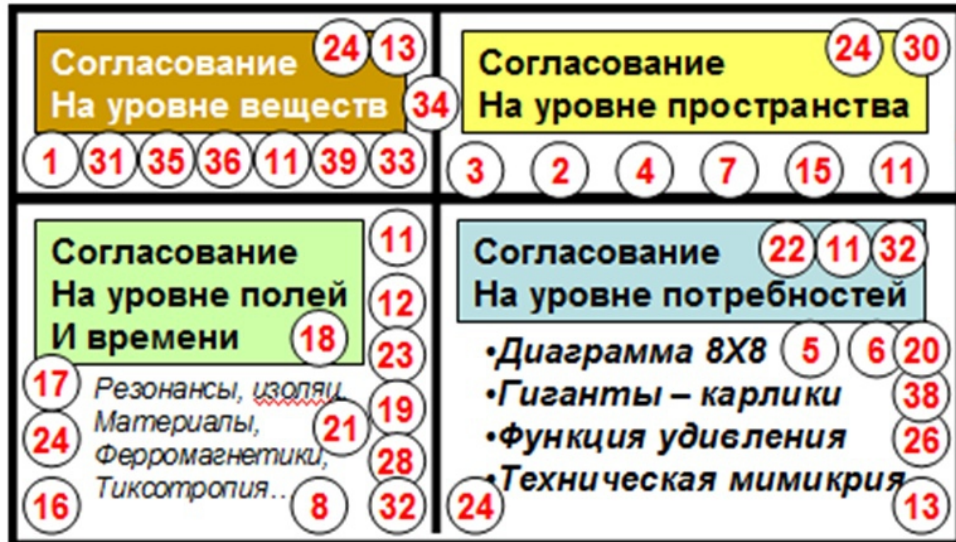 Согласование 24 13
На уровне веществ 34
1 31 35 36 11 39 33
Согласование 24 30
На уровне пространства
3 2 4 7 15 11
Согласование 11
На уровне полей 12
И времени 18 23
17 Резонансы, изоляц. 19
24 Материалы, 21
Ферромагнетики, 28
16 Тиксотропия... 8 32
Согласование 22 11 32
На уровне потребностей
•Диаграмма 8Х8 5 6 20
•Гиганты – карлики 38
•Функция удивления 26
•Техническая мимикрия
24 13